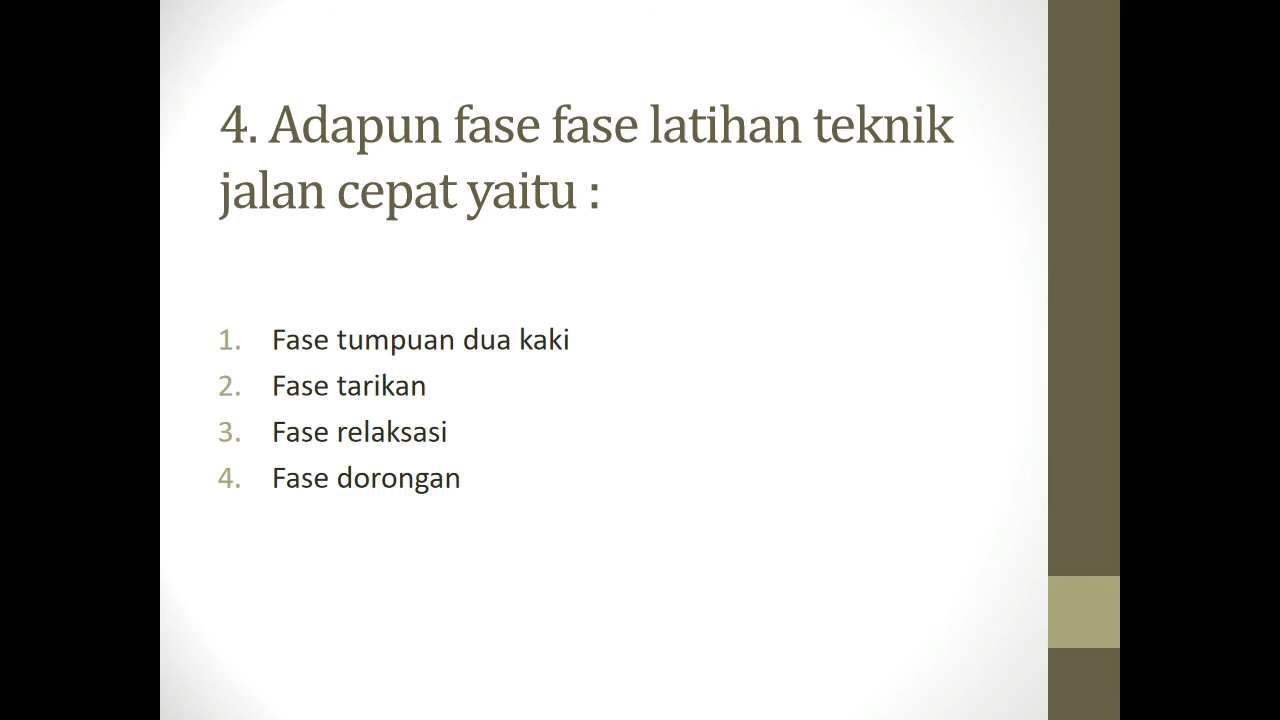 4. Adapun fase fase latihan teknik
jalan cepat yaitu :
1. Fase tumpuan dua kaki
2. Fase tarikan
3. Fase relaksasi
4. Fase dorongan